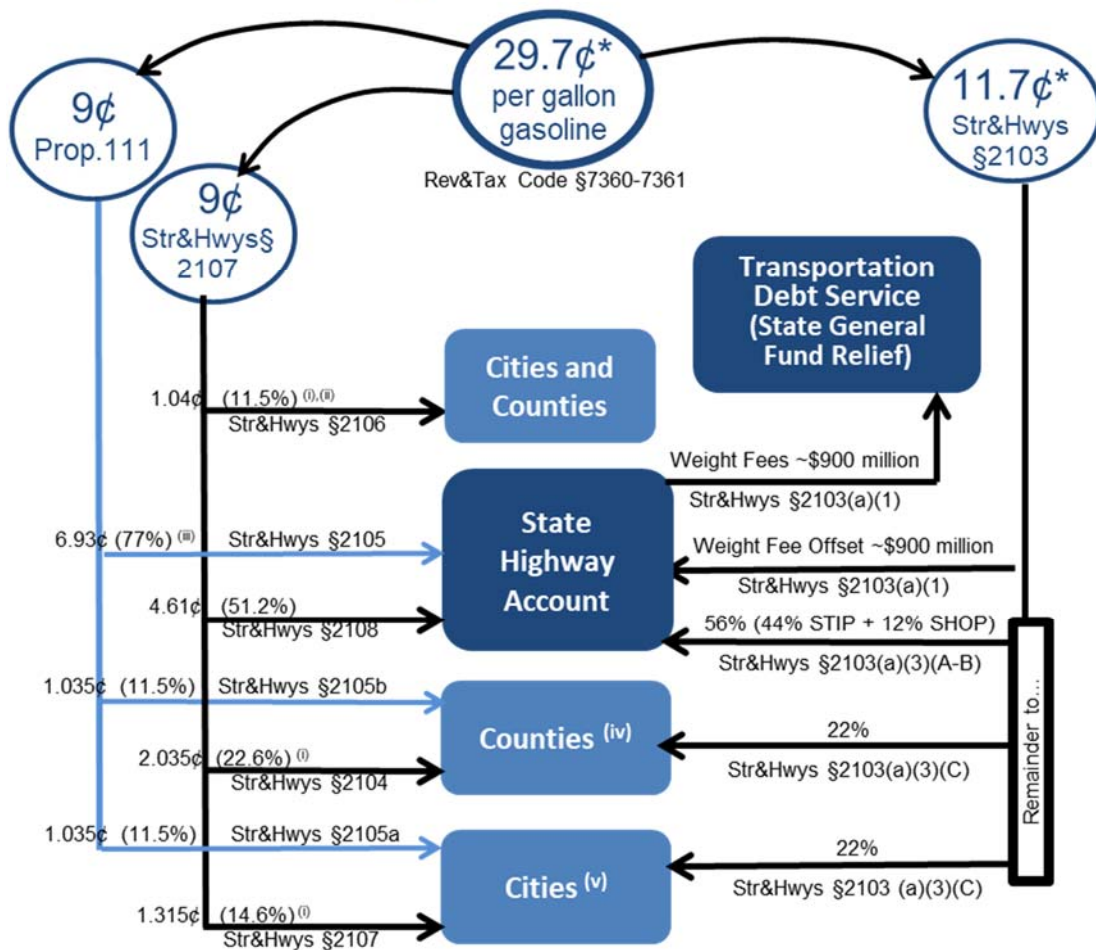 29.7¢*
per gallon
gasoline
Rev&Tax Code §7360-7361
9¢
Prop.111
9¢
Str&Hwys§
2107
11.7¢*
Str&Hwys
§2103
Transportation
Debt Service
(State General
Fund Relief)
1.04¢ (11.5%) (i),(ii)
Str&Hwys §2106
Cities and
Counties
Weight Fees ~$900 million
Str&Hwys §2103(a)(1)
6.93¢ (77%) (iii) Str&Hwys §2105
State
Highway
Account
Weight Fee Offset ~$900 million
Str&Hwys §2103(a)(1)
4.61¢ (51.2%)
Str&Hwys §2108
56% (44% STIP + 12% SHOP)
Str&Hwys §2103(a)(3)(A-B)
1.035¢ (11.5%) Str&Hwys §2105b
Counties (iv)
22%
Str&Hwys §2103(a)(3)(C)
2.035¢ (22.6%) (i)
Str&Hwys §2104
1.035¢ (11.5%) Str&Hwys §2105a
Cities (v)
22%
Str&Hwys §2103 (a)(3)(C)
1.315¢ (14.6%) (i)
Str&Hwys §2107
Remainder to...